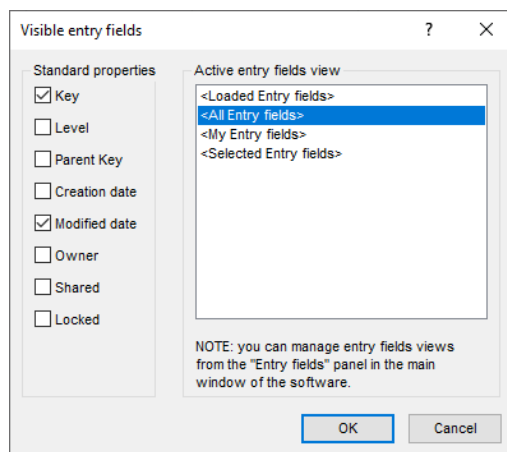 Visible entry fields
?
Standard properties
Key
Level
Parent Key
Creation date
Modified date
Owner
Shared
Locked
Active entry fields view
<Loaded Entry fields>
<All Entry fields>
<My Entry fields>
<Selected Entry fields>
NOTE: you can manage entry fields views
from the "Entry fields" panel in the main
window of the software.
OK
Cancel